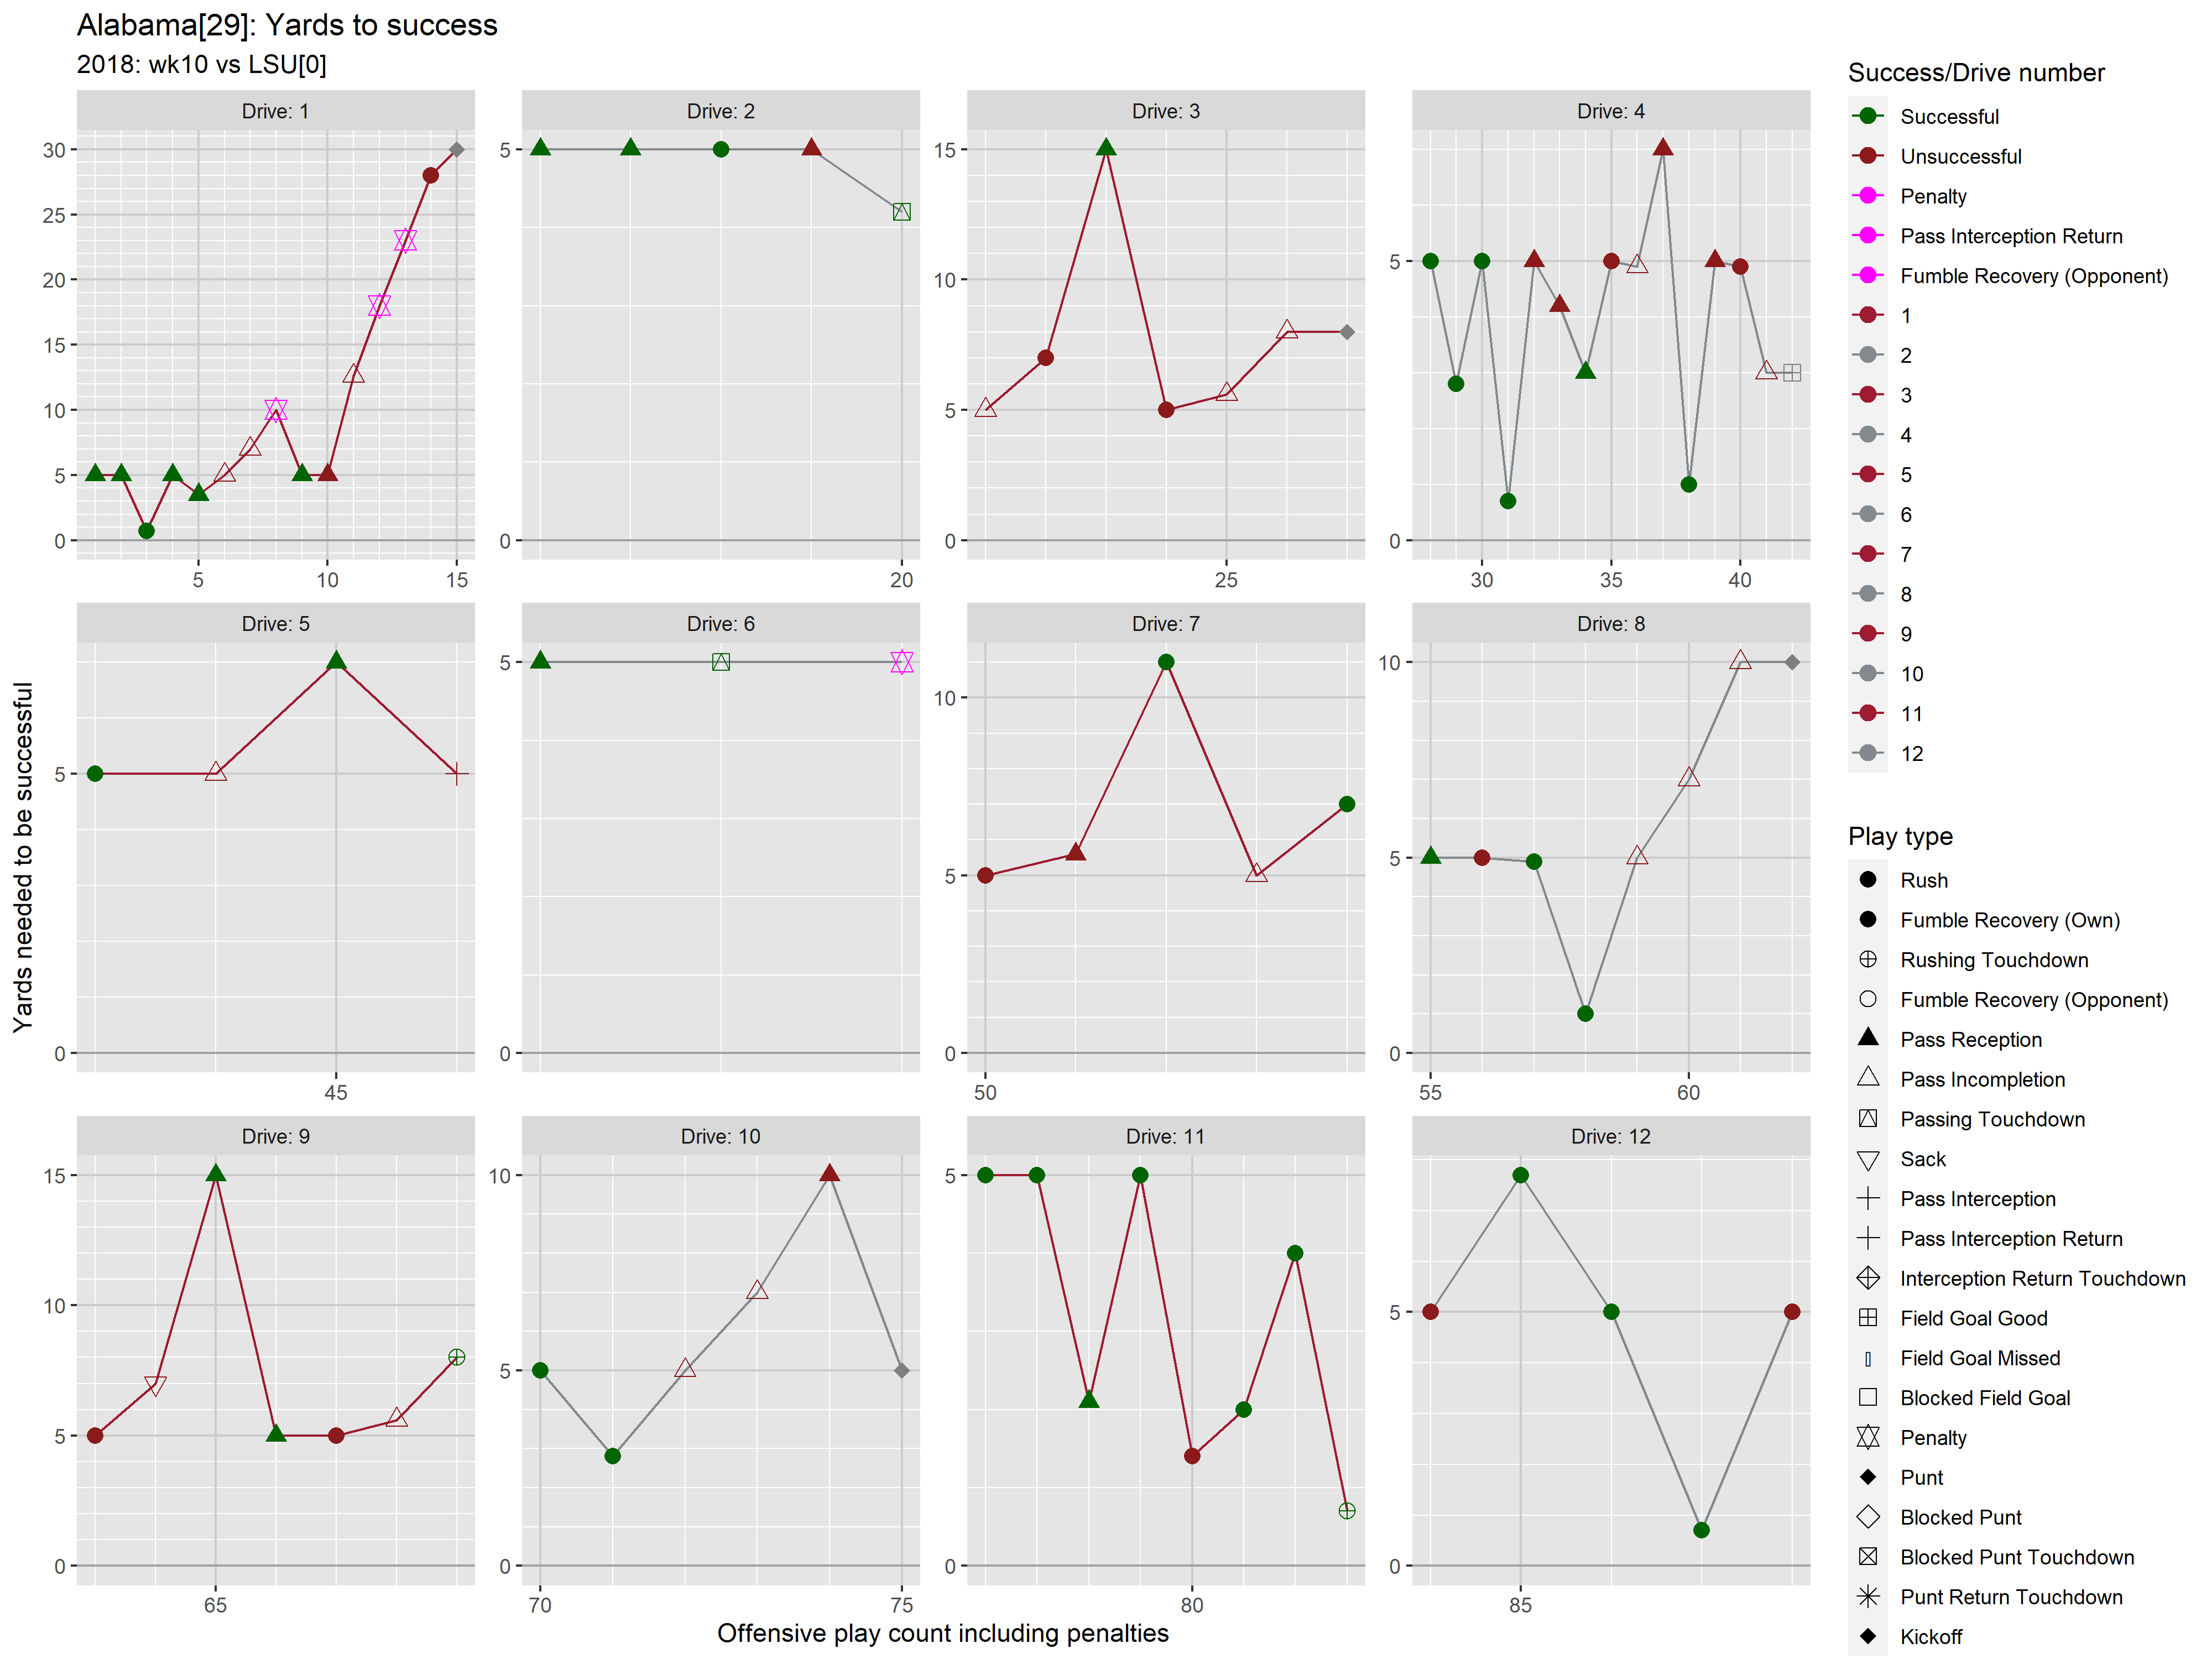 Alabama[29]: Yards to success
2018: wk10 vs LSU[0]
Drive: 1
30
25
20
15
10
5
0
5 10 15
Drive: 2
5
0
20
Drive: 3
15
10
5
0
25
Drive: 4
5
0
30 35 40
Drive: 5
5
0
45
Drive: 6
5
0
Drive: 7
10
5
0
50
Drive: 8
10
5
0
55 60
Drive: 9
15
10
5
0
65
Drive: 10
10
5
0
70 75
Drive: 11
5
0
80
Drive: 12
5
0
85
Yards needed to be successful
Offensive play count including penalties
Success/Drive number
Successful
Unsuccessful
Penalty
Pass Interception Return
Fumble Recovery (Opponent)
1
2
3
4
5
6
7
8
9
10
11
12
Play type
Rush
Fumble Recovery (Own)
Rushing Touchdown
Fumble Recovery (Opponent)
Pass Reception
Pass Incompletion
Passing Touchdown
Sack
Pass Interception
Pass Interception Return
Interception Return Touchdown
Field Goal Good
Field Goal Missed
Blocked Field Goal
Penalty
Punt
Blocked Punt
Blocked Punt Touchdown
Punt Return Touchdown
Kickoff